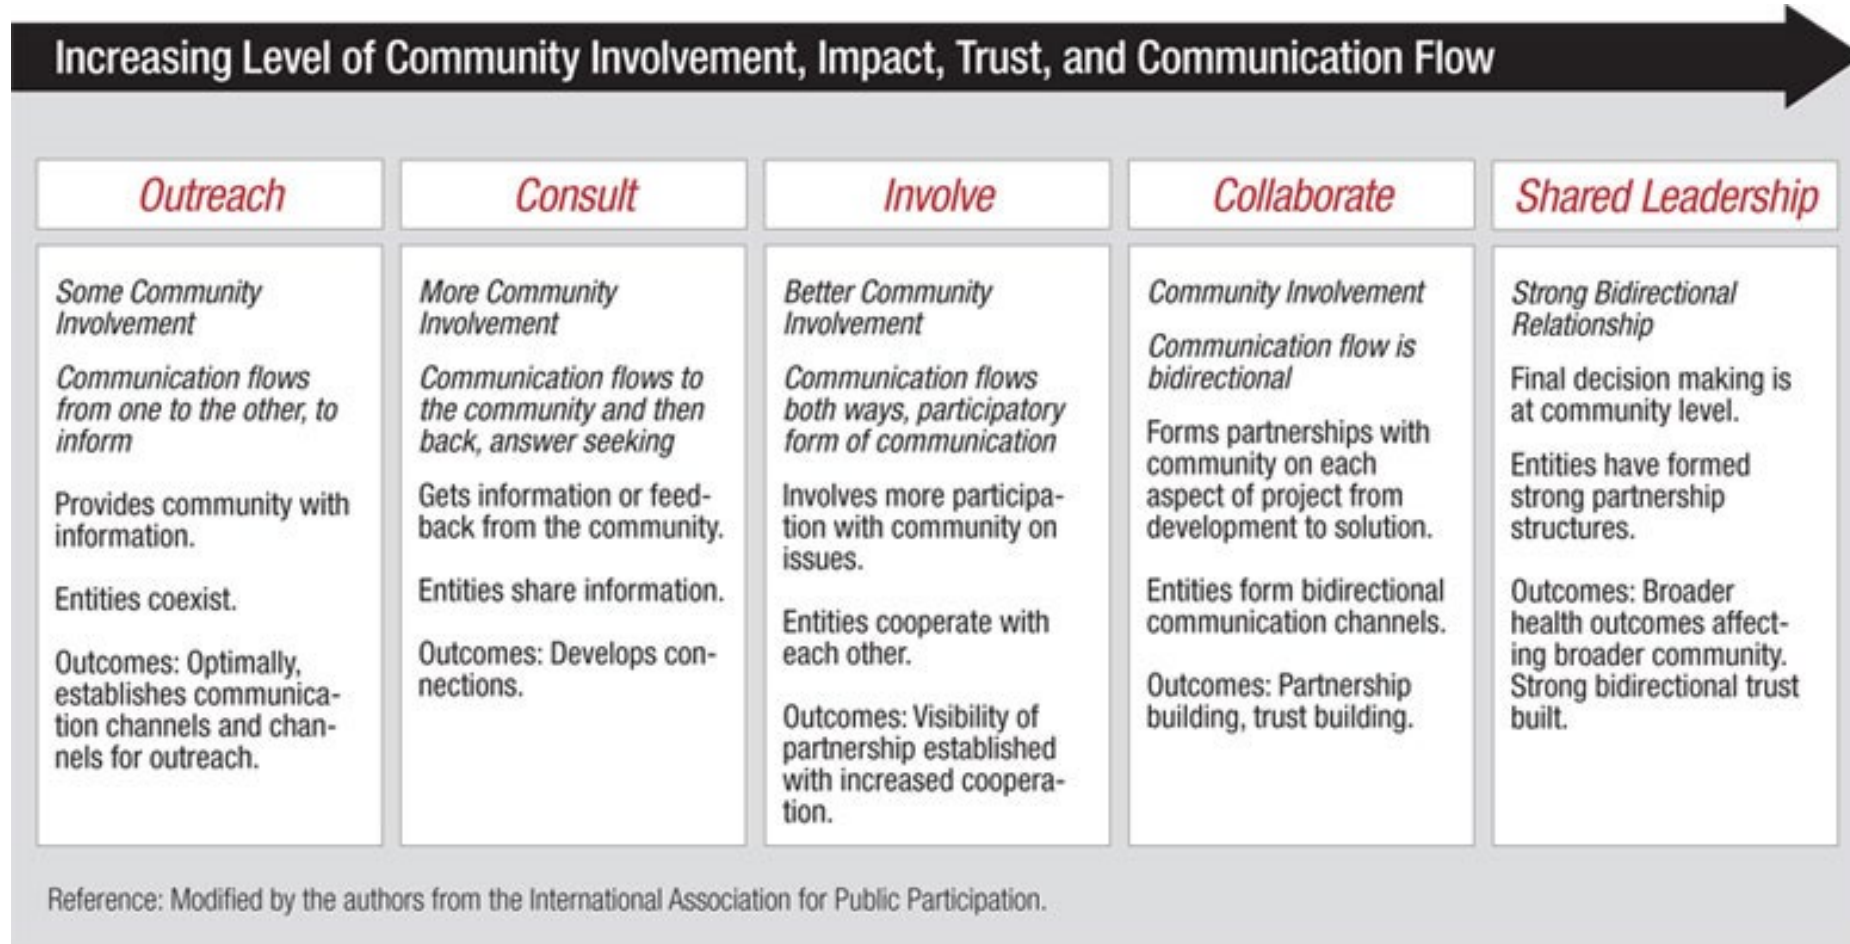 Increasing Level of Community Involvement, Impact, Trust, and Communication Flow
Outreach
Some Community
Involvement
Communication flows
from one to the other, to
inform
Provides community with
information.
Entities coexist.
Outcomes: Optimally,
establishes communica-
tion channels and chan-
nels for outreach.
Consult
More Community
Involvement
Communication flows to
the community and then
back, answer seeking
Gets information or feed-
back from the community.
Entities share information.
Outcomes: Develops con-
nections.
Involve
Better Community
Involvement
Communication flows
both ways, participatory
form of communication
Involves more participa-
tion with community on
issues.
Entities cooperate with
each other.
Outcomes: Visibility of
partnership established
with increased coopera-
tion.
Collaborate
Community Involvement
Communication flow is
bidirectional
Forms partnerships with
community on each
aspect of project from
development to solution.
Entities form bidirectional
communication channels.
Outcomes: Partnership
building, trust building.
Shared Leadership
Strong Bidirectional
Relationship
Final decision making is
at community level.
Entities have formed
strong partnership
structures.
Outcomes: Broader
health outcomes affect-
ing broader community.
Strong bidirectional trust
built.
Reference: Modified by the authors from the International Association for Public Participation.